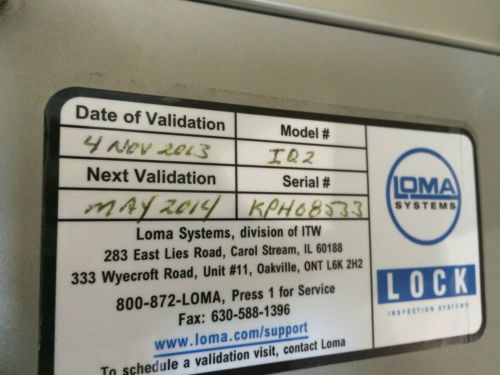 Date of Validation
Model #
4 NOV 2013
IQ2
Next Validation
Serial #
MAY 2014
KPH08533
Loma Systems, division of ITW
283 East Lies Road, Carol Stream, IL 60188
333 Wyecroft Road, Unit #11, Oakville, ONT L6K 2H2
800-872-LOMA, Press 1 for Service
Fax: 630-588-1396
www.loma.com/support
To schedule a validation visit, contact Loma
LOMA
SYSTEMS
LOCK
INSPECTION SYSTEMS